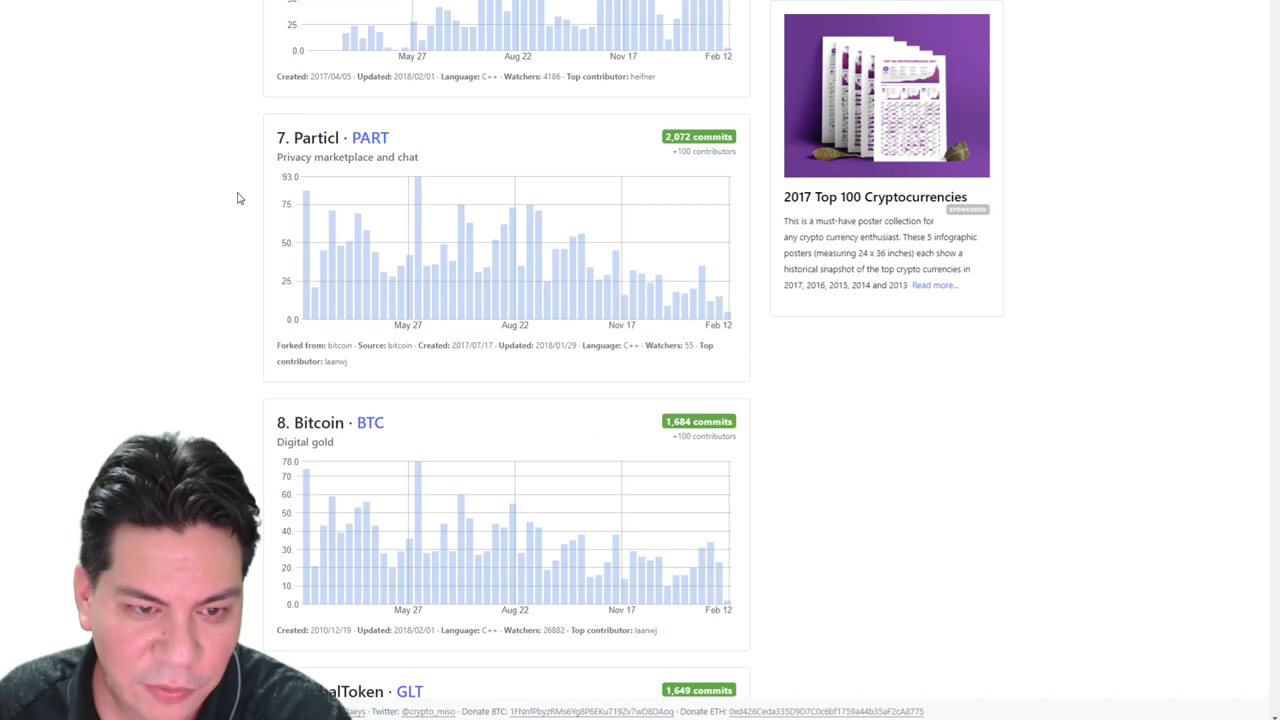 25.
0.0
May 27 Aug 22 Nov 17 Feb 12
Created: 2017/04/05 · Updated: 2018/02/01 · Language: C++ · Watchers: 4186 · Top contributor: heifner
7. Particl · PART
2,072 commits
Privacy marketplace and chat
+100 contributors
93.0
75.
50.
25.
0.0
May 27 Aug 22 Nov 17 Feb 12
Forked from: bitcoin · Source: bitcoin · Created: 2017/07/17 · Updated: 2018/01/29 · Language: C++ · Watchers: 55 · Top
contributor: laanwj
8. Bitcoin · BTC
1,684 commits
Digital gold
+100 contributors
78.0
70.
60.
50.
40.
30.
20.
10.
0.0
May 27 Aug 22 Nov 17 Feb 12
Created: 2010/12/19 · Updated: 2018/02/01 · Language: C++ · Watchers: 26882 · Top contributor: laanwj
alToken · GLT
1,649 commits
2017 Top 100 Cryptocurrencies
SPONSORED
This is a must-have poster collection for
any crypto currency enthusiast. These 5 infographic
posters (measuring 24 x 36 inches) each show a
historical snapshot of the top crypto currencies in
2017, 2016, 2015, 2014 and 2013 Read more...
aeys · Twitter: @crypto_miso · Donate BTC: 1FNnfPbyzRMs6Yg8P6EKu719Zv7wD8DAoq · Donate ETH: 0xd426Ceda335D9D7C0c6bf1759a44b35aF2cA8775